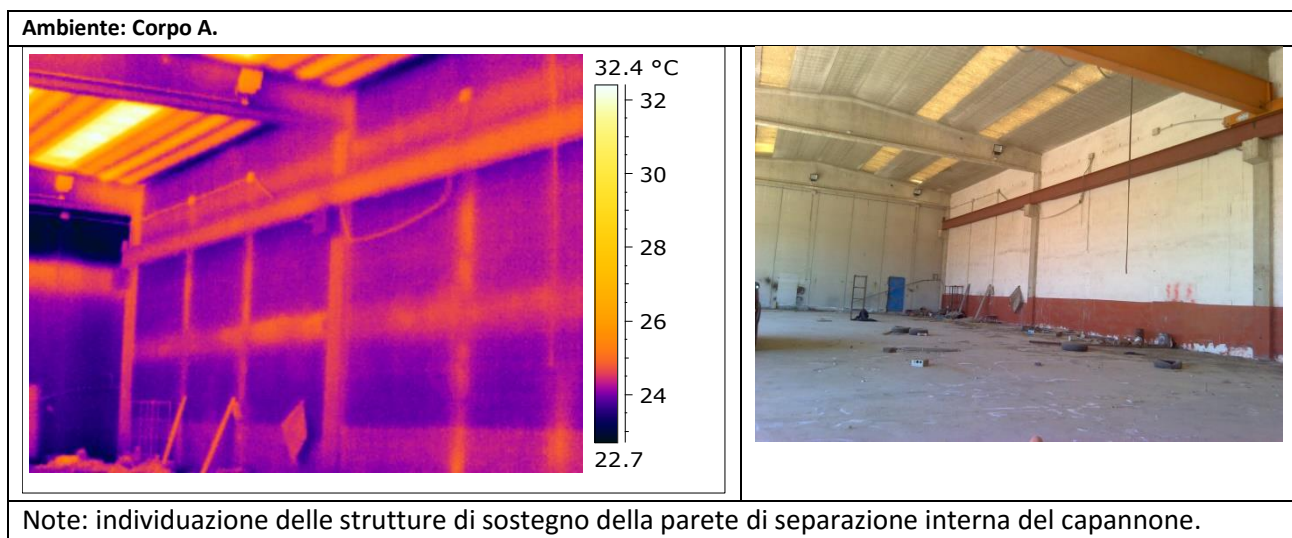 Ambiente: Corpo A.
32.4 °C
32
30
28
26
24
22.7
Note: individuazione delle strutture di sostegno della parete di separazione interna del capannone.